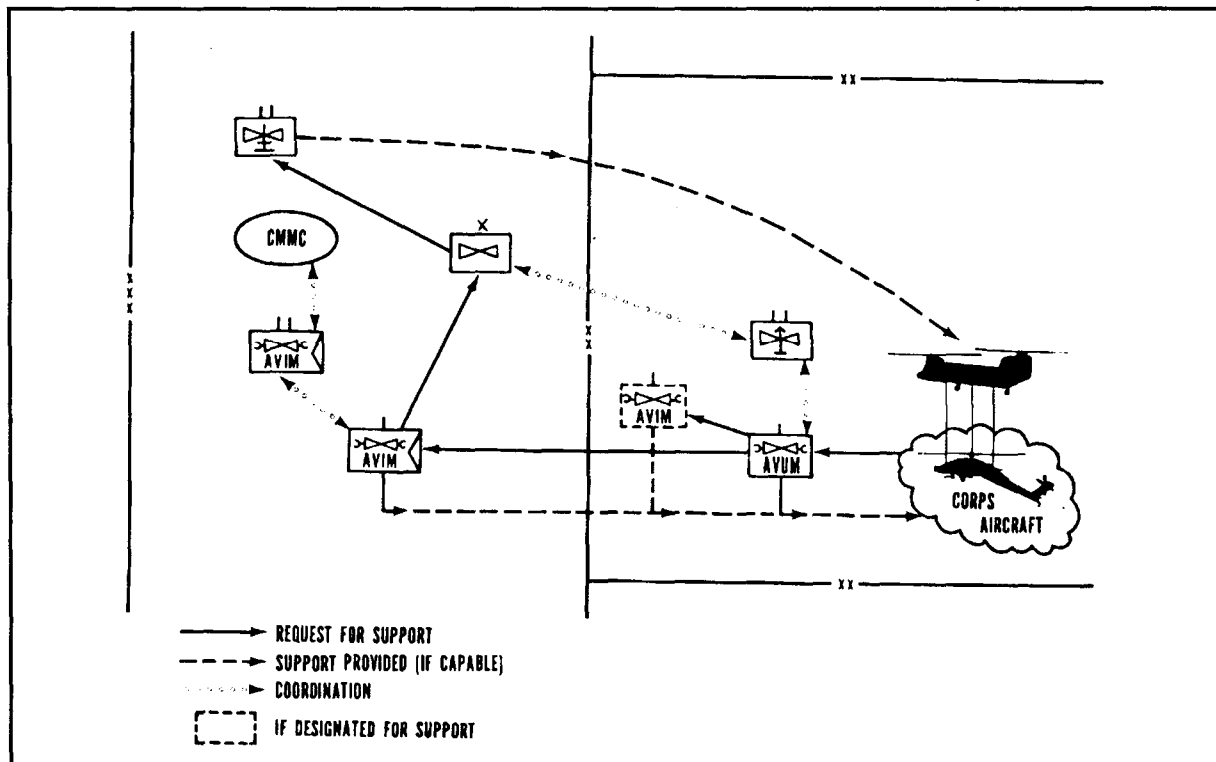 XX
CMMC
X
XXX
XX
AVIM
AVIM
AVIM
AVUM
CORPS
AIRCRAFT
XX
REQUEST FOR SUPPORT
SUPPORT PROVIDED (IF CAPABLE)
COORDINATION
IF DESIGNATED FOR SUPPORT